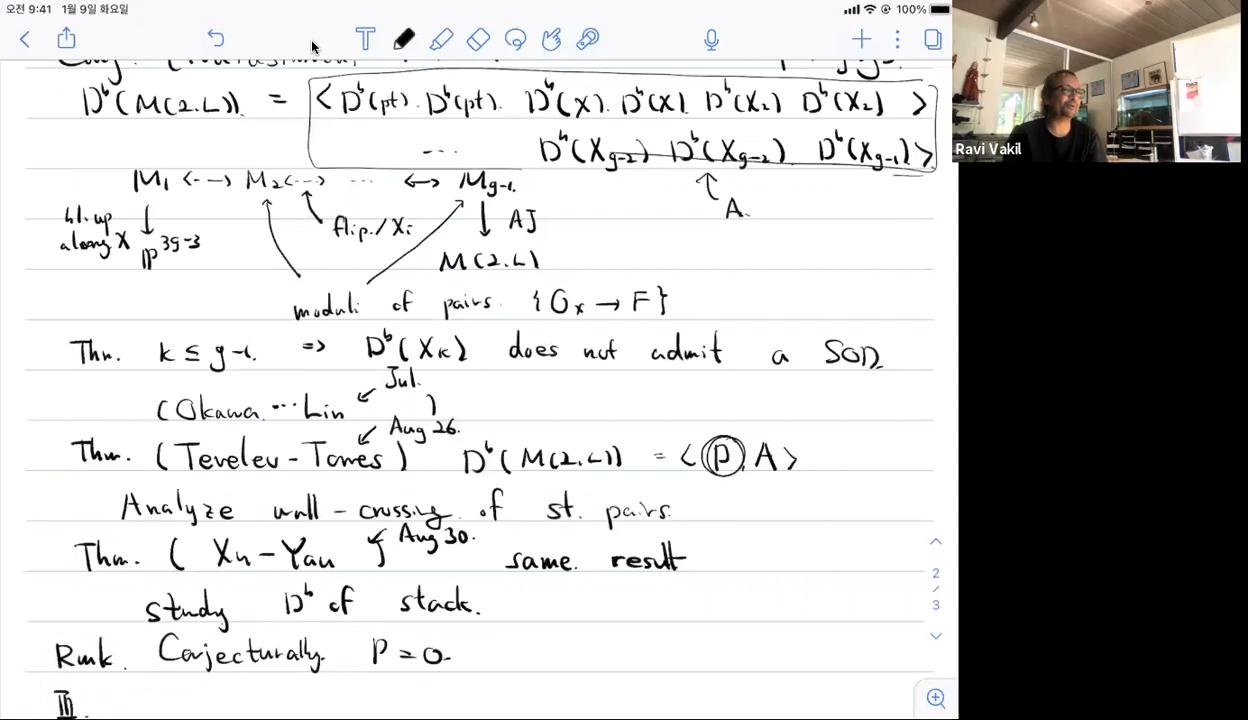 오전 9:41 1월 9일 화요일 100%
D^b(M(2.L)) = <D^b(pt). D^b(pt). D^b(X). D^b(X). D^b(X_2) D^b(X_2) >
... D^b(X_{g-2}) D^b(X_{g-2}) D^b(X_{g-1})>
M_1 <--> M_2 <--> ... <-> M_{g-1}.
↑ A.
bl. up along X ↓ P^{3g-3}
flip./X_i
↓ AJ
M(2.L)
moduli of pairs. {O_X → F}
Thm. k ≤ g-1. => D^b(X_k) does not admit a SOD
(Okawa ... Lin ↙ Jul. )
Thm. (Tevelev - Torres) ↙ Aug 26. D^b(M(2.L)) = <P, A>
Analyze wall-crossing of st. pairs.
Thm. ( Xu - Yau ) ↙ Aug 30. same result
study D^b of stack.
Rmk. Conjecturally. P = 0.
III.
2
/
3
Ravi Vakil